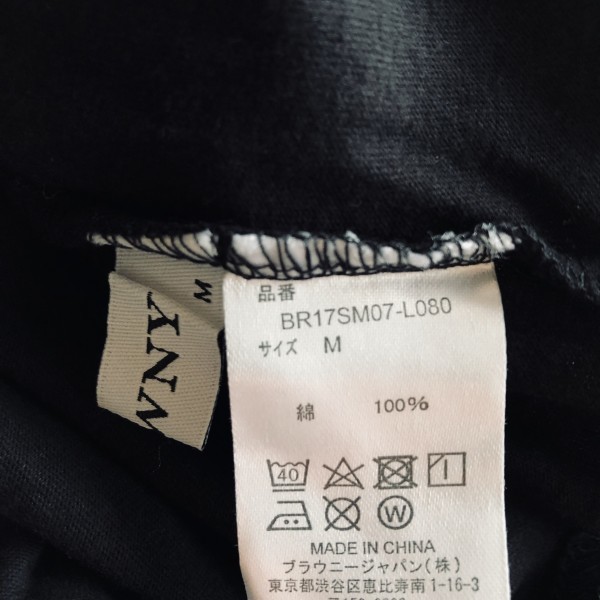 M
WNY
品番
BR17SM07-L080
サイズ M
綿 100%
40
W
MADE IN CHINA
ブラウニージャパン(株)
東京都渋谷区恵比寿南1-16-3